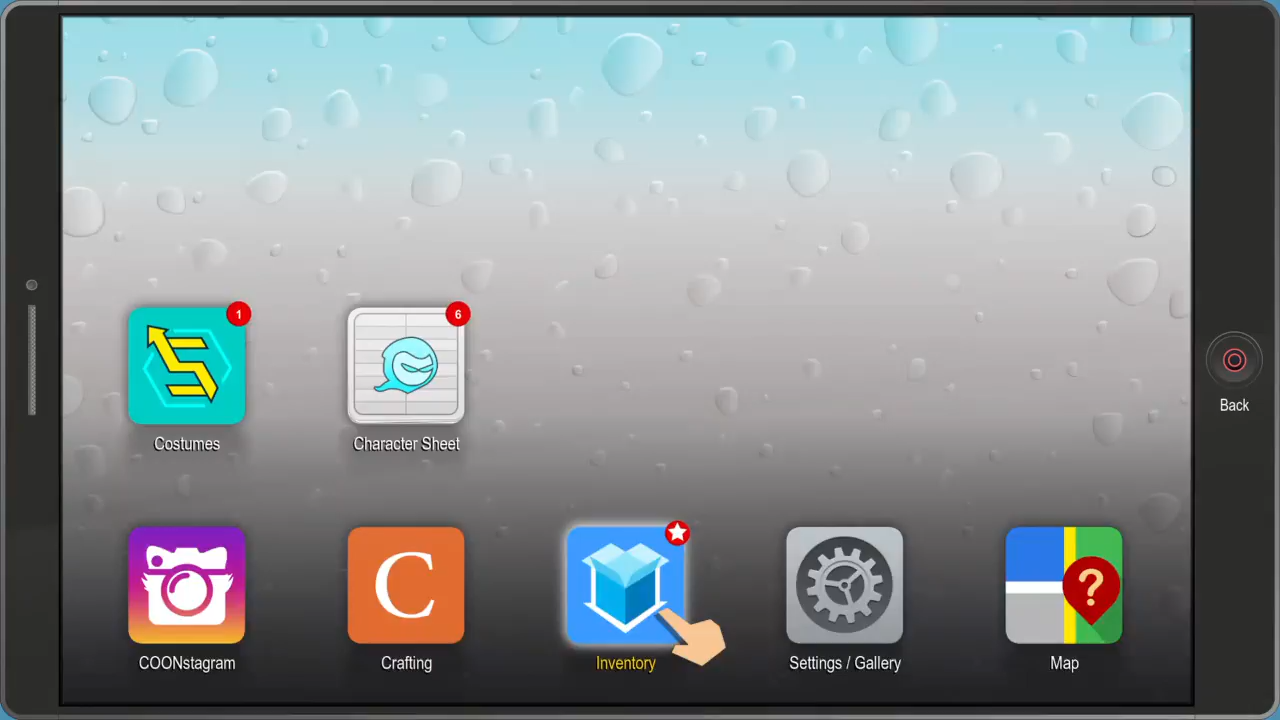 1
6
Costumes
Character Sheet
Back
C
?
COONstagram
Crafting
Inventory
Settings / Gallery
Map